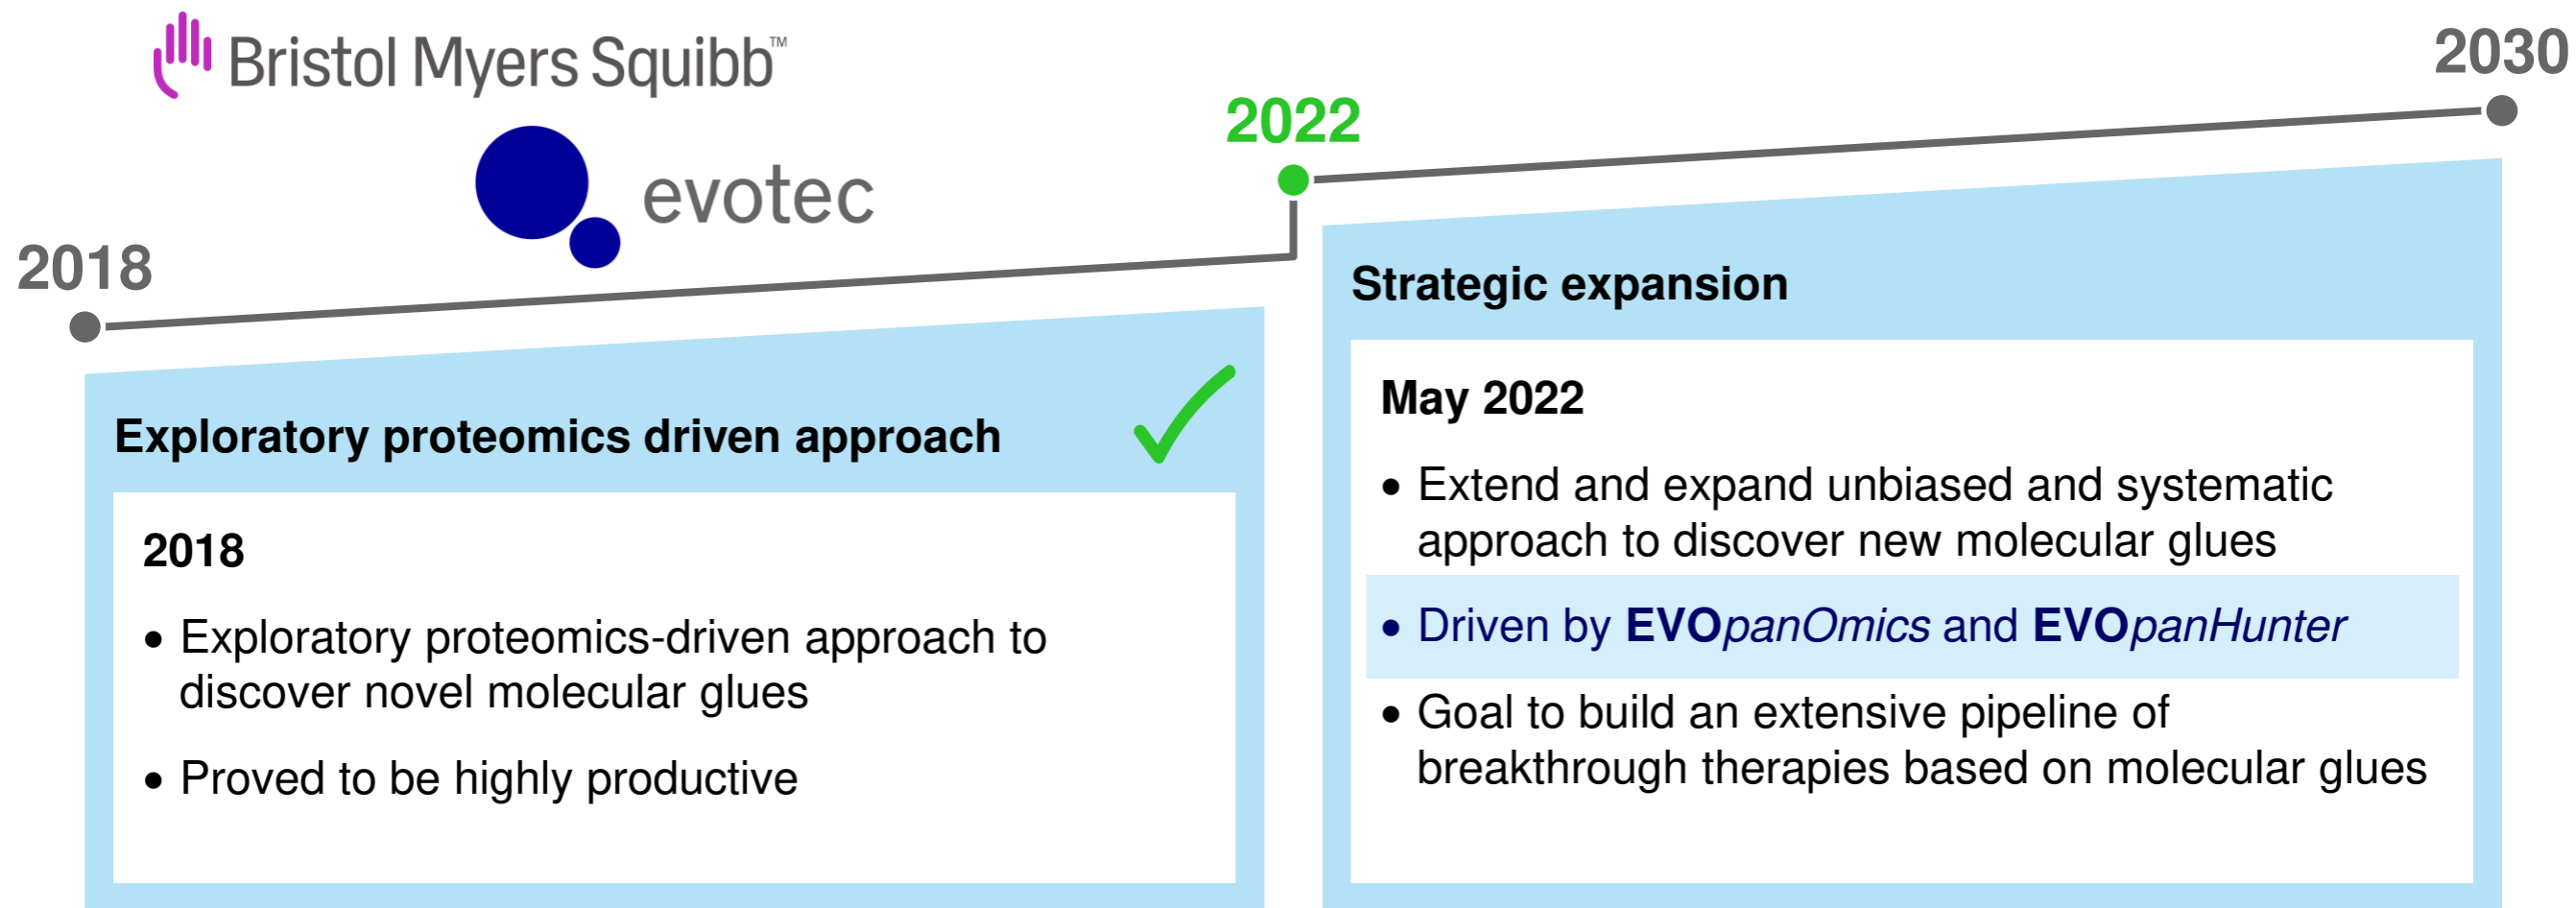 Bristol Myers Squibb™
evotec
2018
2022
2030
Exploratory proteomics driven approach
2018
• Exploratory proteomics-driven approach to
discover novel molecular glues
• Proved to be highly productive
Strategic expansion
May 2022
• Extend and expand unbiased and systematic
approach to discover new molecular glues
• Driven by EVOpanOmics and EVOpanHunter
• Goal to build an extensive pipeline of
breakthrough therapies based on molecular glues